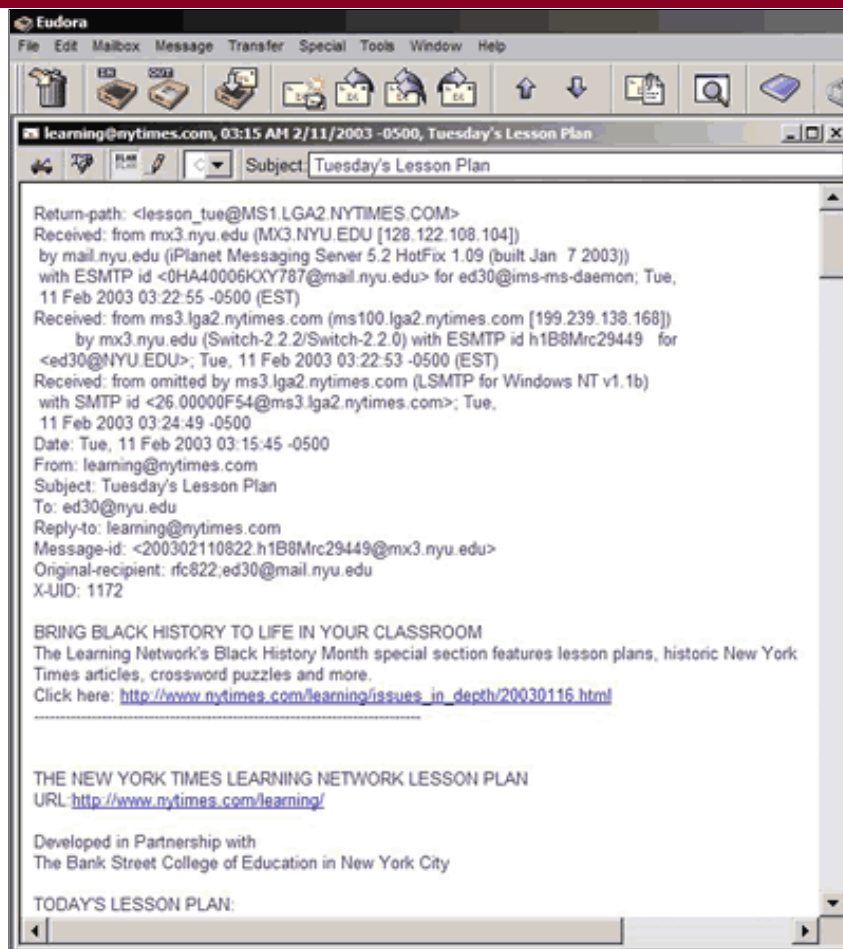 Eudora
File Edit Mailbox Message Transfer Special Tools Window Help
IN OUT
learning@nytimes.com, 03:15 AM 2/11/2003 -0500, Tuesday's Lesson Plan
Subject: Tuesday's Lesson Plan
Return-path: <lesson_tue@MS1.LGA2.NYTIMES.COM>
Received: from mx3.nyu.edu (MX3.NYU.EDU [128.122.108.104])
by mail.nyu.edu (iPlanet Messaging Server 5.2 HotFix 1.09 (built Jan 7 2003))
with ESMTP id <0HA40006KXY787@mail.nyu.edu> for ed30@ims-ms-daemon; Tue,
11 Feb 2003 03:22:55 -0500 (EST)
Received: from ms3.lga2.nytimes.com (ms100.lga2.nytimes.com [199.239.138.168])
by mx3.nyu.edu (Switch-2.2.2/Switch-2.2.0) with ESMTP id h1B8Mrc29449 for
<ed30@NYU.EDU>; Tue, 11 Feb 2003 03:22:53 -0500 (EST)
Received: from omitted by ms3.lga2.nytimes.com (LSMTP for Windows NT v1.1b)
with SMTP id <26.00000F54@ms3.lga2.nytimes.com>; Tue,
11 Feb 2003 03:24:49 -0500
Date: Tue, 11 Feb 2003 03:15:45 -0500
From: learning@nytimes.com
Subject: Tuesday's Lesson Plan
To: ed30@nyu.edu
Reply-to: learning@nytimes.com
Message-id: <200302110822.h1B8Mrc29449@mx3.nyu.edu>
Original-recipient: rfc822;ed30@mail.nyu.edu
X-UID: 1172
BRING BLACK HISTORY TO LIFE IN YOUR CLASSROOM
The Learning Network's Black History Month special section features lesson plans, historic New York
Times articles, crossword puzzles and more.
Click here: http://www.nytimes.com/learning/issues_in_depth/20030116.html
--------------------------------------------------------------------------------
THE NEW YORK TIMES LEARNING NETWORK LESSON PLAN
URL:http://www.nytimes.com/learning/
Developed in Partnership with
The Bank Street College of Education in New York City
TODAY'S LESSON PLAN: